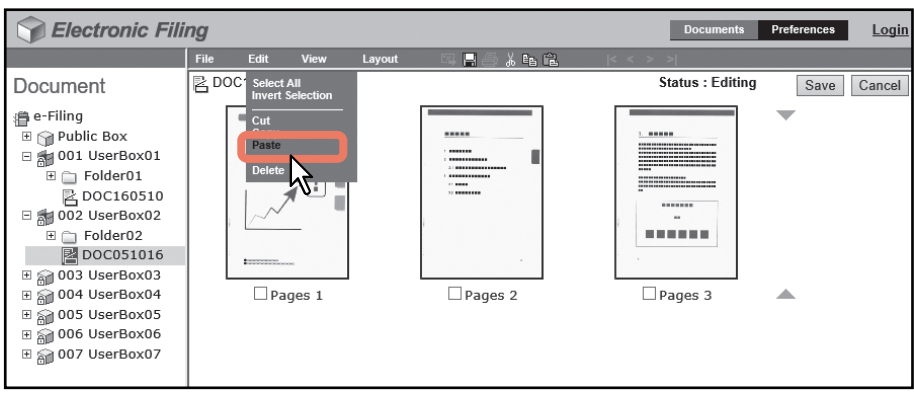 Electronic Filing
Documents Preferences Login
File Edit View Layout |< < > >|
Document
DOC
Status : Editing
Save Cancel
Select All
Invert Selection
Cut
Copy
Paste
Delete
e-Filing
Public Box
001 UserBox01
Folder01
DOC160510
002 UserBox02
Folder02
DOC051016
003 UserBox03
004 UserBox04
005 UserBox05
006 UserBox06
007 UserBox07
Pages 1
Pages 2
Pages 3